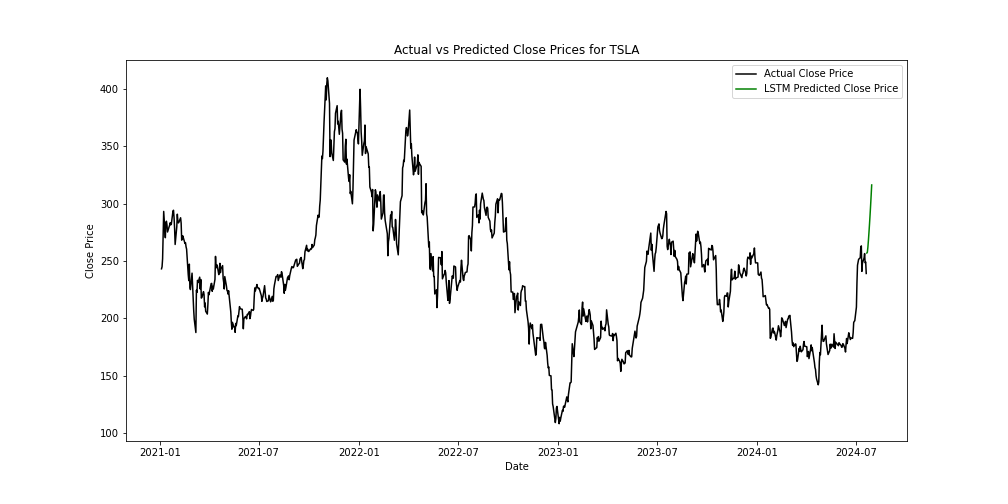 Actual vs Predicted Close Prices for TSLA
Actual Close Price
LSTM Predicted Close Price
Close Price
400
350
300
250
200
150
100
2021-01 2021-07 2022-01 2022-07 2023-01 2023-07 2024-01 2024-07
Date